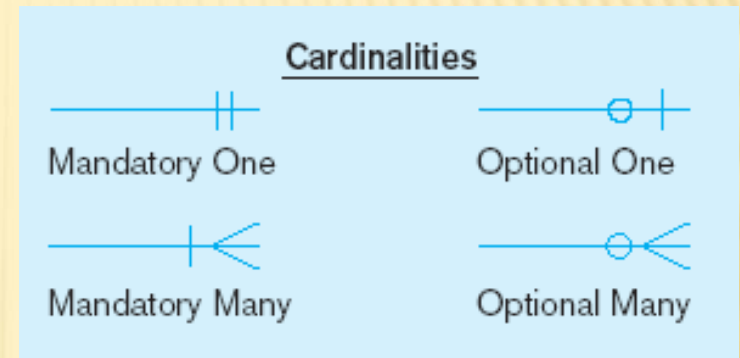 Cardinalities
Mandatory One
Optional One
Mandatory Many
Optional Many